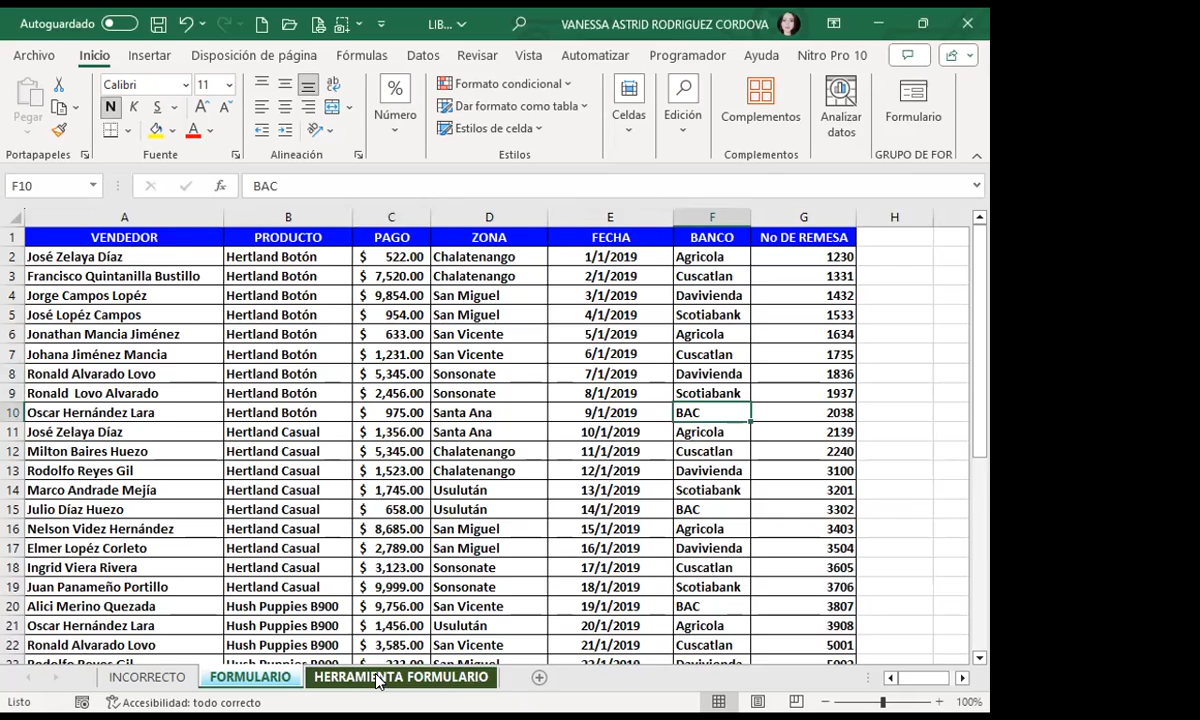 Autoguardado LIB... VANESSA ASTRID RODRIGUEZ CORDOVA
Archivo Inicio Insertar Disposición de página Fórmulas Datos Revisar Vista Automatizar Programador Ayuda Nitro Pro 10
Pegar Calibri 11 N K S Número Formato condicional Dar formato como tabla Estilos de celda Celdas Edición Complementos Analizar datos Formulario
Portapapeles Fuente Alineación Estilos Complementos GRUPO DE FOR
F10 fx BAC
A B C D E F G H
1 VENDEDOR PRODUCTO PAGO ZONA FECHA BANCO No DE REMESA
2 José Zelaya Díaz Hertland Botón $ 522.00 Chalatenango 1/1/2019 Agricola 1230
3 Francisco Quintanilla Bustillo Hertland Botón $ 7,520.00 Chalatenango 2/1/2019 Cuscatlan 1331
4 Jorge Campos Lopéz Hertland Botón $ 9,854.00 San Miguel 3/1/2019 Davivienda 1432
5 José Lopéz Campos Hertland Botón $ 954.00 San Miguel 4/1/2019 Scotiabank 1533
6 Jonathan Mancia Jiménez Hertland Botón $ 633.00 San Vicente 5/1/2019 Agricola 1634
7 Johana Jiménez Mancia Hertland Botón $ 1,231.00 San Vicente 6/1/2019 Cuscatlan 1735
8 Ronald Alvarado Lovo Hertland Botón $ 5,345.00 Sonsonate 7/1/2019 Davivienda 1836
9 Ronald Lovo Alvarado Hertland Botón $ 2,456.00 Sonsonate 8/1/2019 Scotiabank 1937
10 Oscar Hernández Lara Hertland Botón $ 975.00 Santa Ana 9/1/2019 BAC 2038
11 José Zelaya Díaz Hertland Casual $ 1,356.00 Santa Ana 10/1/2019 Agricola 2139
12 Milton Baires Huezo Hertland Casual $ 5,345.00 Chalatenango 11/1/2019 Cuscatlan 2240
13 Rodolfo Reyes Gil Hertland Casual $ 1,523.00 Chalatenango 12/1/2019 Davivienda 3100
14 Marco Andrade Mejía Hertland Casual $ 1,745.00 Usulután 13/1/2019 Scotiabank 3201
15 Julio Díaz Huezo Hertland Casual $ 658.00 Usulután 14/1/2019 BAC 3302
16 Nelson Videz Hernández Hertland Casual $ 8,685.00 San Miguel 15/1/2019 Agricola 3403
17 Elmer Lopéz Corleto Hertland Casual $ 2,789.00 San Miguel 16/1/2019 Davivienda 3504
18 Ingrid Viera Rivera Hertland Casual $ 3,123.00 Sonsonate 17/1/2019 Cuscatlan 3605
19 Juan Panameño Portillo Hertland Casual $ 9,999.00 Sonsonate 18/1/2019 Scotiabank 3706
20 Alici Merino Quezada Hush Puppies B900 $ 9,756.00 San Vicente 19/1/2019 BAC 3807
21 Oscar Hernández Lara Hush Puppies B900 $ 1,456.00 Usulután 20/1/2019 Agricola 3908
22 Ronald Alvarado Lovo Hush Puppies B900 $ 3,585.00 San Vicente 21/1/2019 Cuscatlan 5001
INCORRECTO FORMULARIO HERRAMIENTA FORMULARIO
Listo Accesibilidad: todo correcto 100%